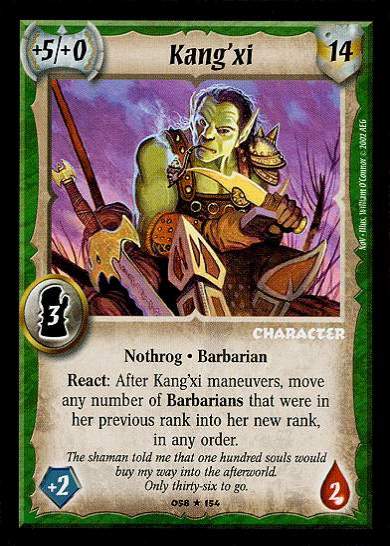 +5/+0
Kang'xi
14
Nov • Illus. William O'Connor © 2002 AEG
3
CHARACTER
Nothrog • Barbarian
React: After Kang'xi maneuvers, move
any number of Barbarians that were in
her previous rank into her new rank,
in any order.
The shaman told me that one hundred souls would
buy my way into the afterworld.
Only thirty-six to go.
+2
2
058 ★ 154